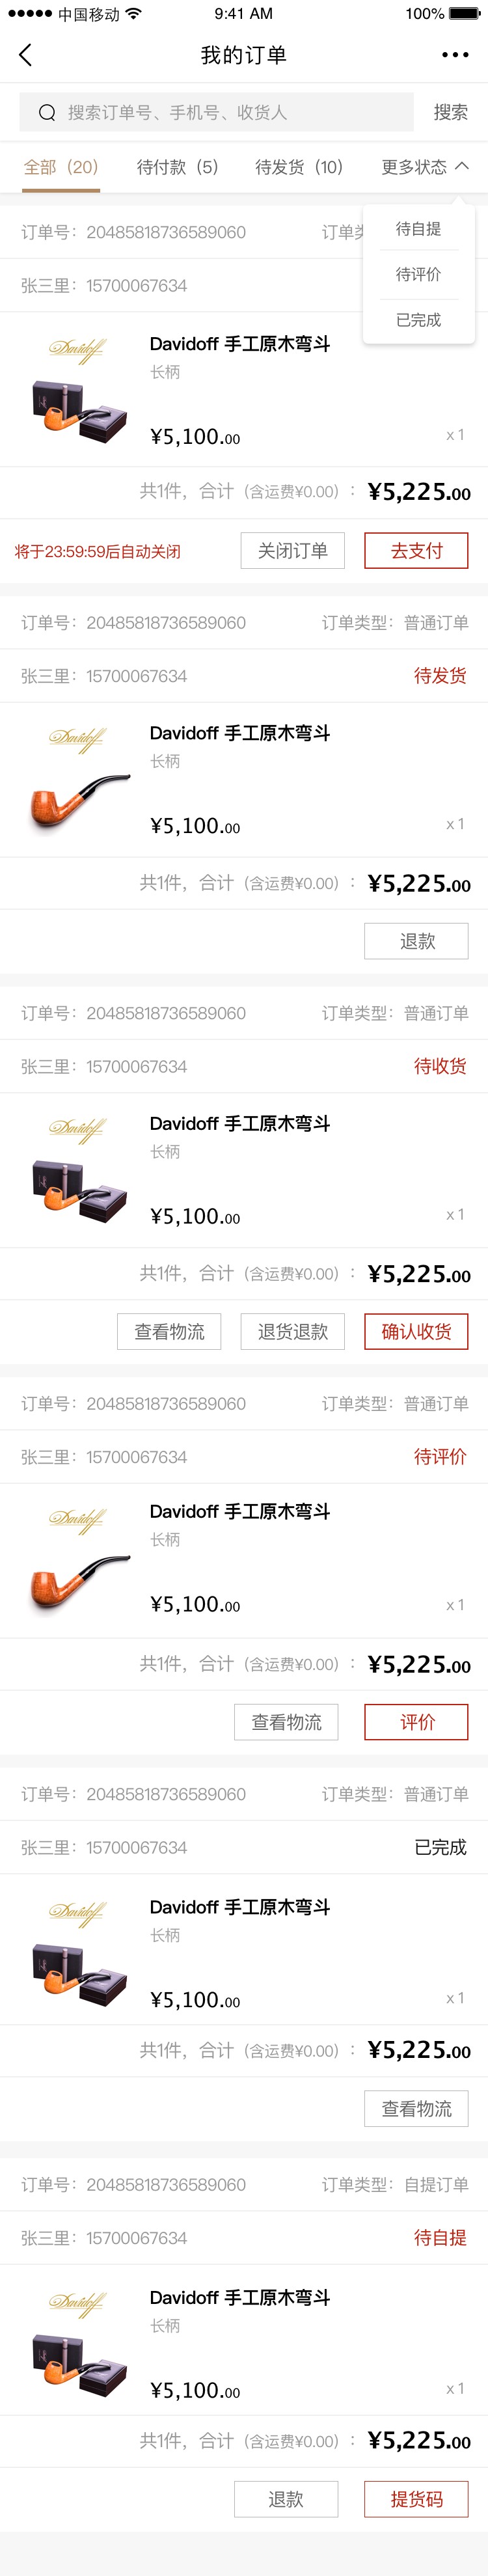 中国移动 9:41 AM 100%
我的订单
搜索订单号、手机号、收货人 搜索
全部（20） 待付款（5） 待发货（10） 更多状态
待自提
待评价
已完成
订单号：20485818736589060 订单类
张三里：15700067634
Davidoff
Davidoff 手工原木弯斗
长柄
¥5,100.00 x1
共1件，合计（含运费¥0.00）：¥5,225.00
将于23:59:59后自动关闭 关闭订单 去支付
订单号：20485818736589060 订单类型：普通订单
张三里：15700067634 待发货
Davidoff
Davidoff 手工原木弯斗
长柄
¥5,100.00 x1
共1件，合计（含运费¥0.00）：¥5,225.00
退款
订单号：20485818736589060 订单类型：普通订单
张三里：15700067634 待收货
Davidoff
Davidoff 手工原木弯斗
长柄
¥5,100.00 x1
共1件，合计（含运费¥0.00）：¥5,225.00
查看物流 退货退款 确认收货
订单号：20485818736589060 订单类型：普通订单
张三里：15700067634 待评价
Davidoff
Davidoff 手工原木弯斗
长柄
¥5,100.00 x1
共1件，合计（含运费¥0.00）：¥5,225.00
查看物流 评价
订单号：20485818736589060 订单类型：普通订单
张三里：15700067634 已完成
Davidoff
Davidoff 手工原木弯斗
长柄
¥5,100.00 x1
共1件，合计（含运费¥0.00）：¥5,225.00
查看物流
订单号：20485818736589060 订单类型：自提订单
张三里：15700067634 待自提
Davidoff
Davidoff 手工原木弯斗
长柄
¥5,100.00 x1
共1件，合计（含运费¥0.00）：¥5,225.00
退款 提货码